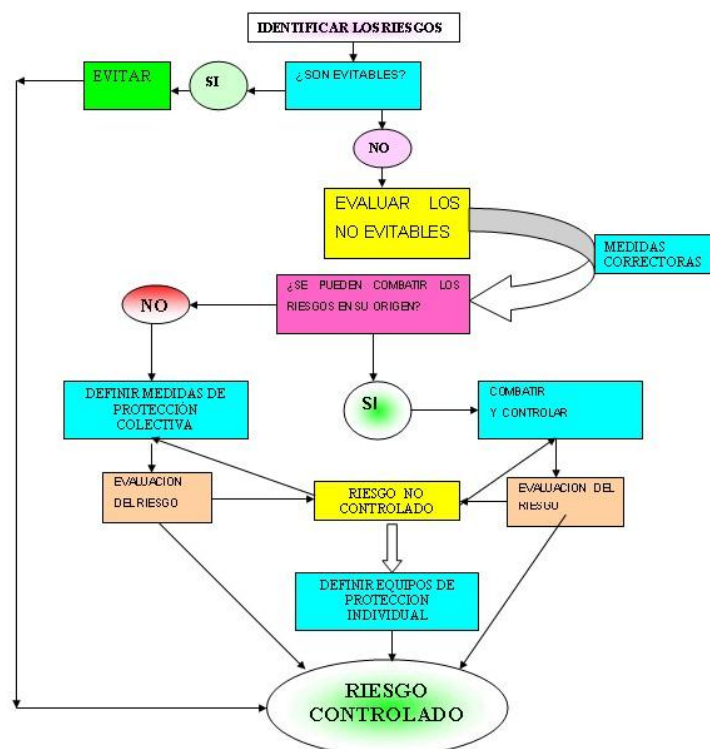 IDENTIFICAR LOS RIESGOS
¿SON EVITABLES?
SI
EVITAR
NO
EVALUAR LOS
NO EVITABLES
MEDIDAS
CORRECTORAS
¿SE PUEDEN COMBATIR LOS
RIESGOS EN SU ORIGEN?
NO
SI
DEFINIR MEDIDAS DE
PROTECCIÓN
COLECTIVA
COMBATIR
Y CONTROLAR
EVALUACION
DEL RIESGO
RIESGO NO
CONTROLADO
EVALUACION DEL
RIESGO
DEFINIR EQUIPOS DE
PROTECCION
INDIVIDUAL
RIESGO
CONTROLADO